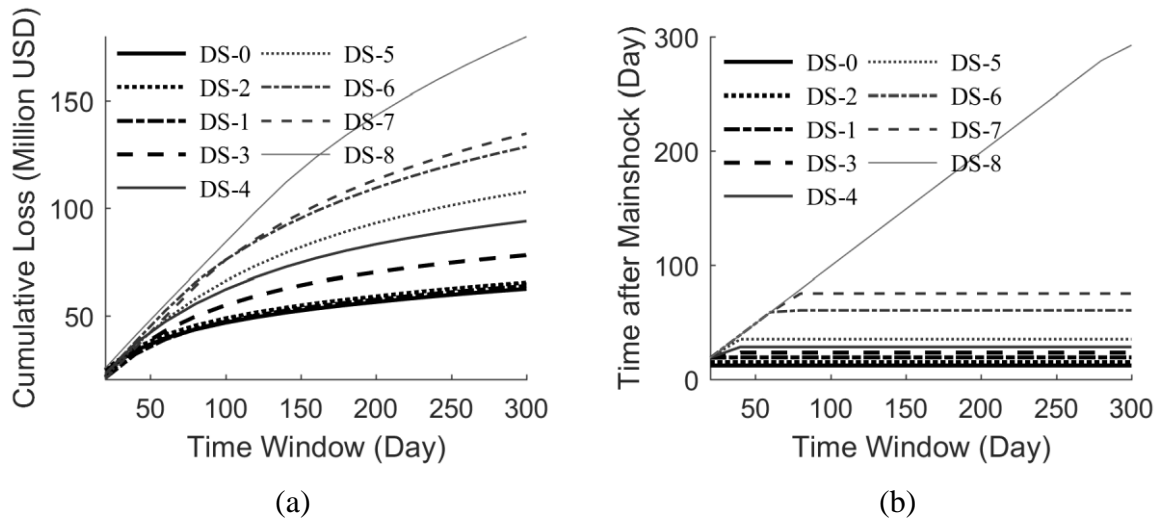 Cumulative Loss (Million USD)
150
100
50
DS-0
DS-2
DS-1
DS-3
DS-4
DS-5
DS-6
DS-7
DS-8
50 100 150 200 250 300
Time Window (Day)
(a)
Time after Mainshock (Day)
300
200
100
0
DS-0
DS-2
DS-1
DS-3
DS-4
DS-5
DS-6
DS-7
DS-8
50 100 150 200 250 300
Time Window (Day)
(b)